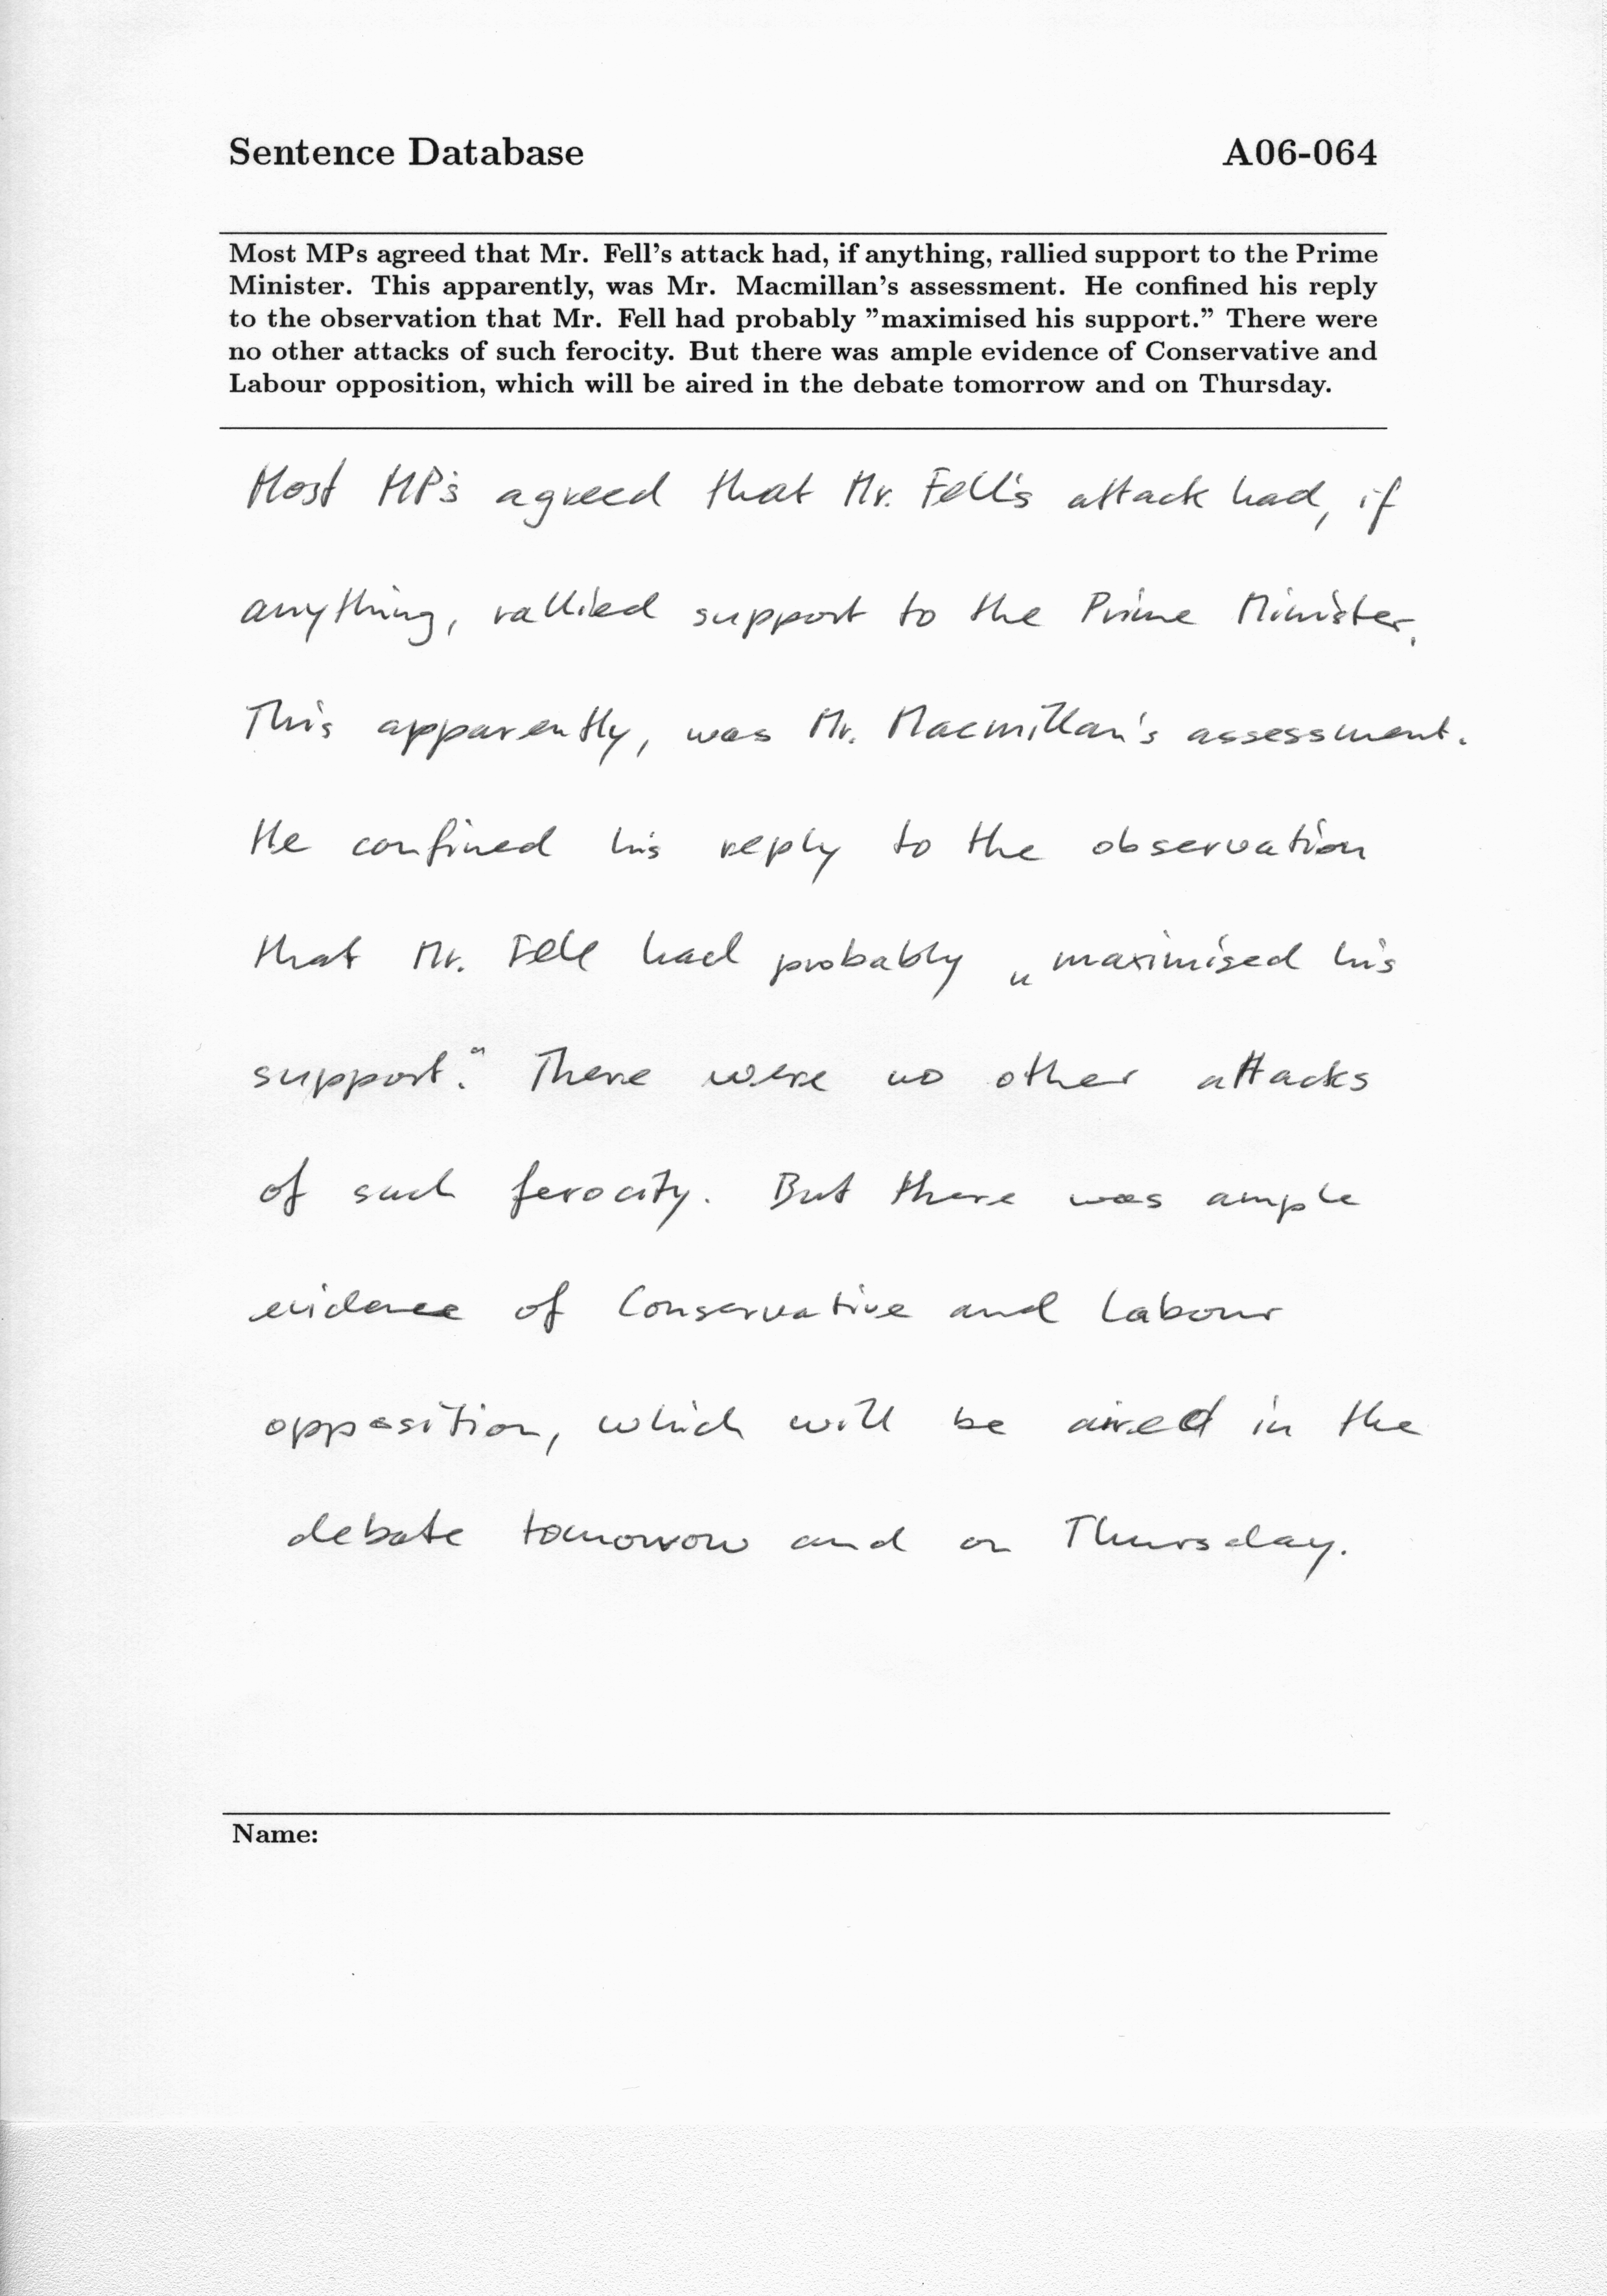 Sentence Database A06-064
Most MPs agreed that Mr. Fell's attack had, if anything, rallied support to the Prime
Minister. This apparently, was Mr. Macmillan's assessment. He confined his reply
to the observation that Mr. Fell had probably ”maximised his support.” There were
no other attacks of such ferocity. But there was ample evidence of Conservative and
Labour opposition, which will be aired in the debate tomorrow and on Thursday.
Most MP's agreed that Mr. Fell's attack had, if
anything, rallied support to the Prime Minister.
This apparently, was Mr. Macmillan's assessment.
He confined his reply to the observation
that Mr. Fell had probably „maximised his
support.“ There were no other attacks
of such ferocity. But there was ample
evidence of Conservative and Labour
opposition, which will be aired in the
debate tomorrow and on Thursday.
Name: